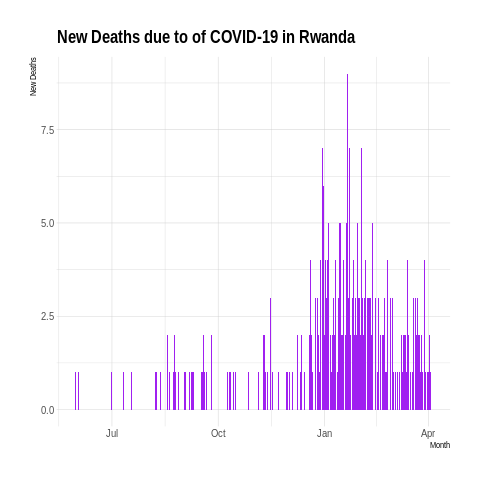 New Deaths due to of COVID-19 in Rwanda
New Deaths
7.5
5.0
2.5
0.0
Jul Oct Jan Apr
Month